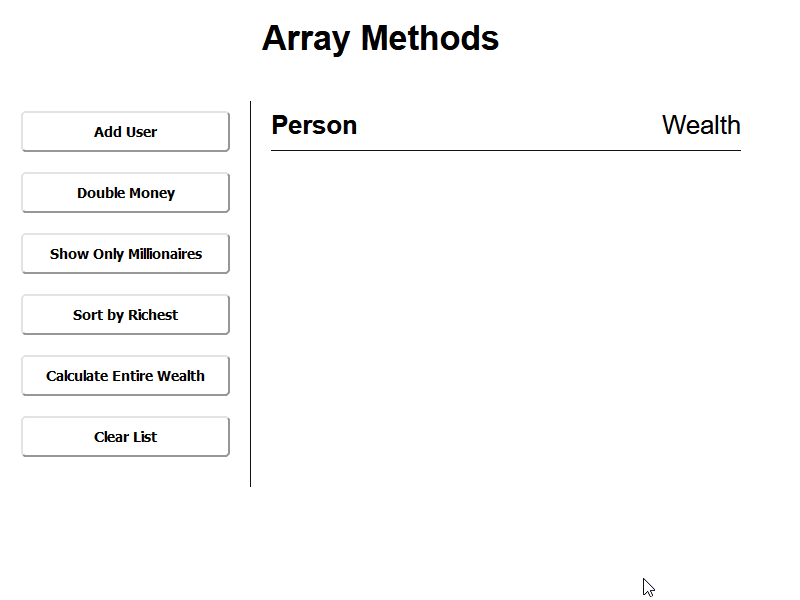 Array Methods
Add User
Double Money
Show Only Millionaires
Sort by Richest
Calculate Entire Wealth
Clear List
Person Wealth